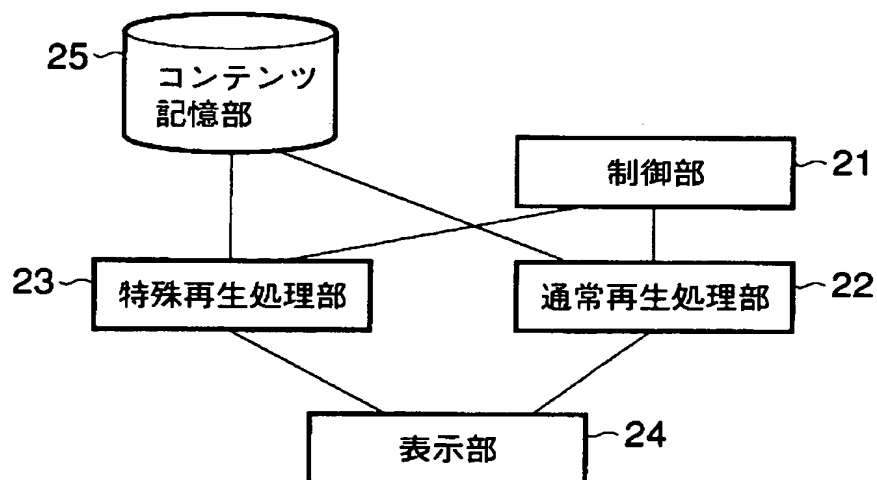 25
コンテンツ
記憶部
制御部
21
23
特殊再生処理部
通常再生処理部
22
表示部
24